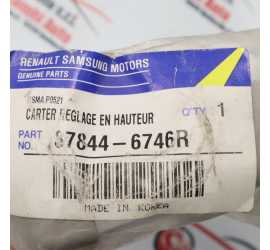 RENAULT SAMSUNG MOTORS
GENUINE PARTS
SMA.P0521
CARTER REGLAGE EN HAUTEUR
Q'TY 1
PART NO. 87844-6746R
MADE IN KOREA